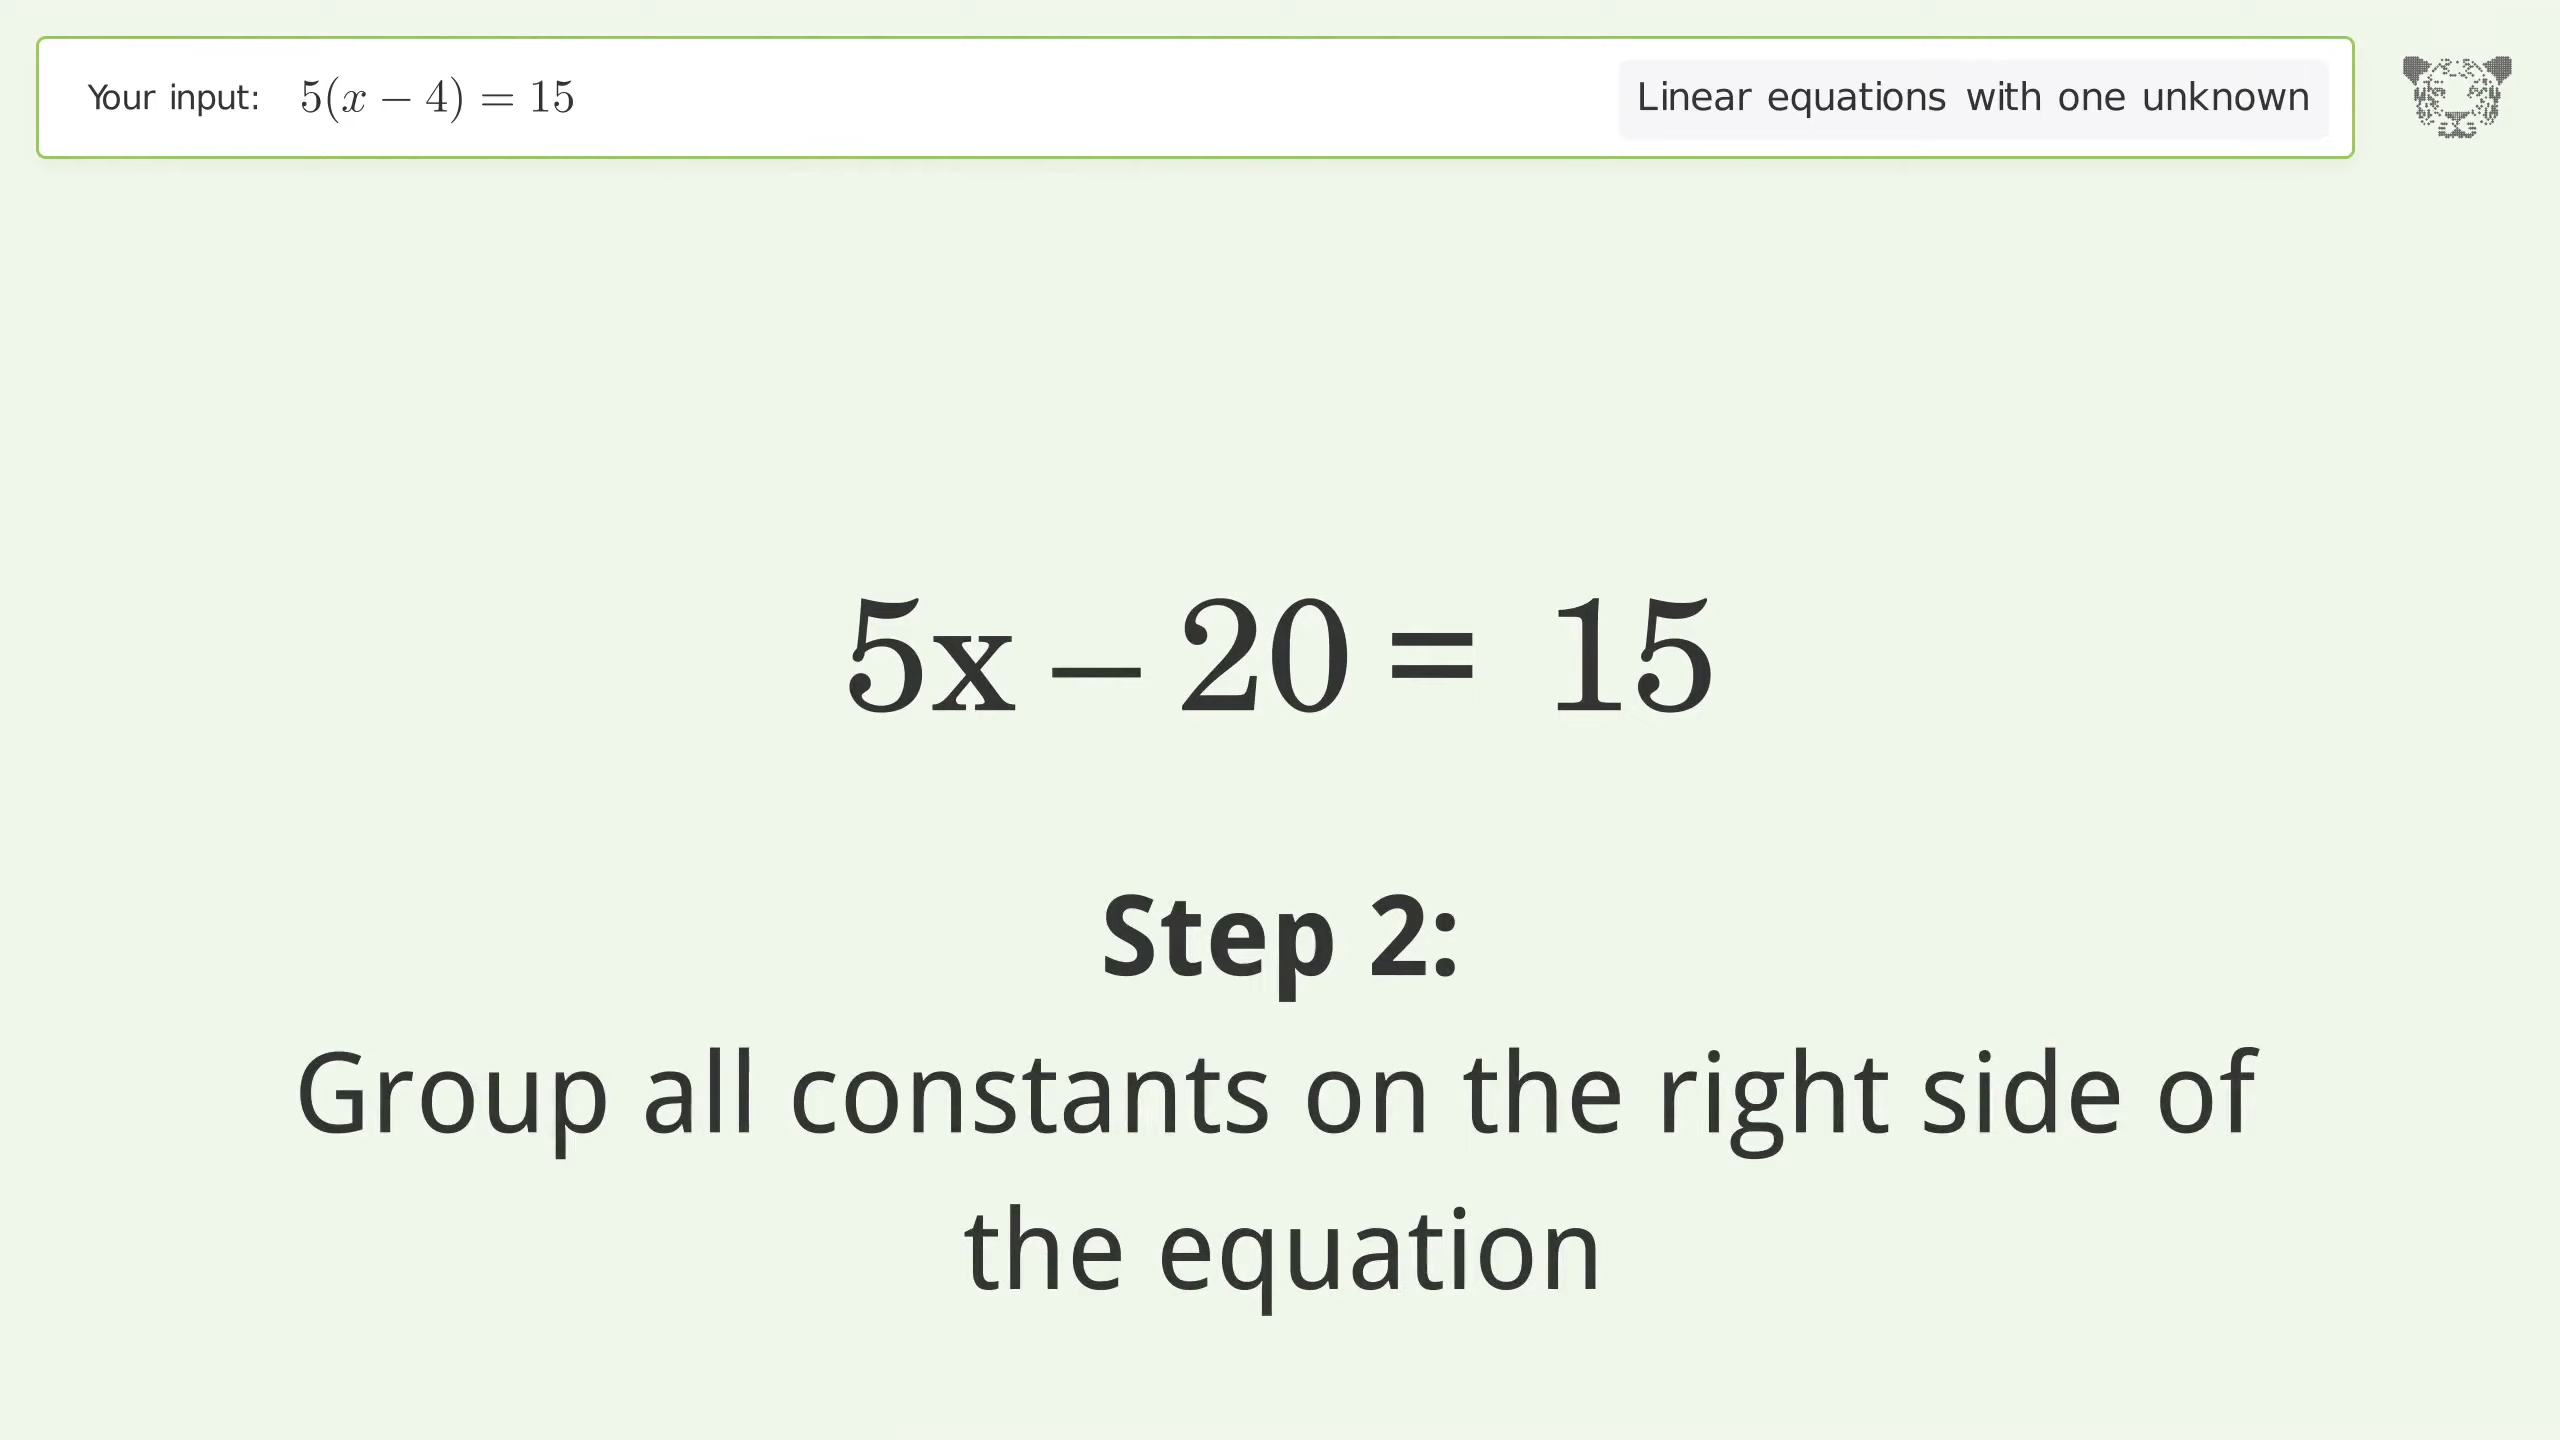 Your input: 5(x − 4) = 15
Linear equations with one unknown
5x – 20 = 15
Step 2:
Group all constants on the right side of
the equation